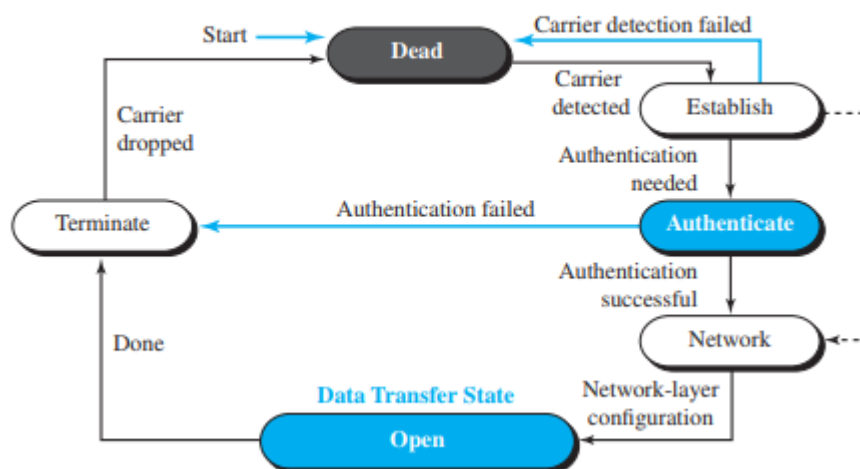 Carrier detection failed
Start
Dead
Carrier
detected
Establish
Carrier
dropped
Authentication
needed
Terminate
Authentication failed
Authenticate
Authentication
successful
Network
Done
Data Transfer State
Network-layer
configuration
Open